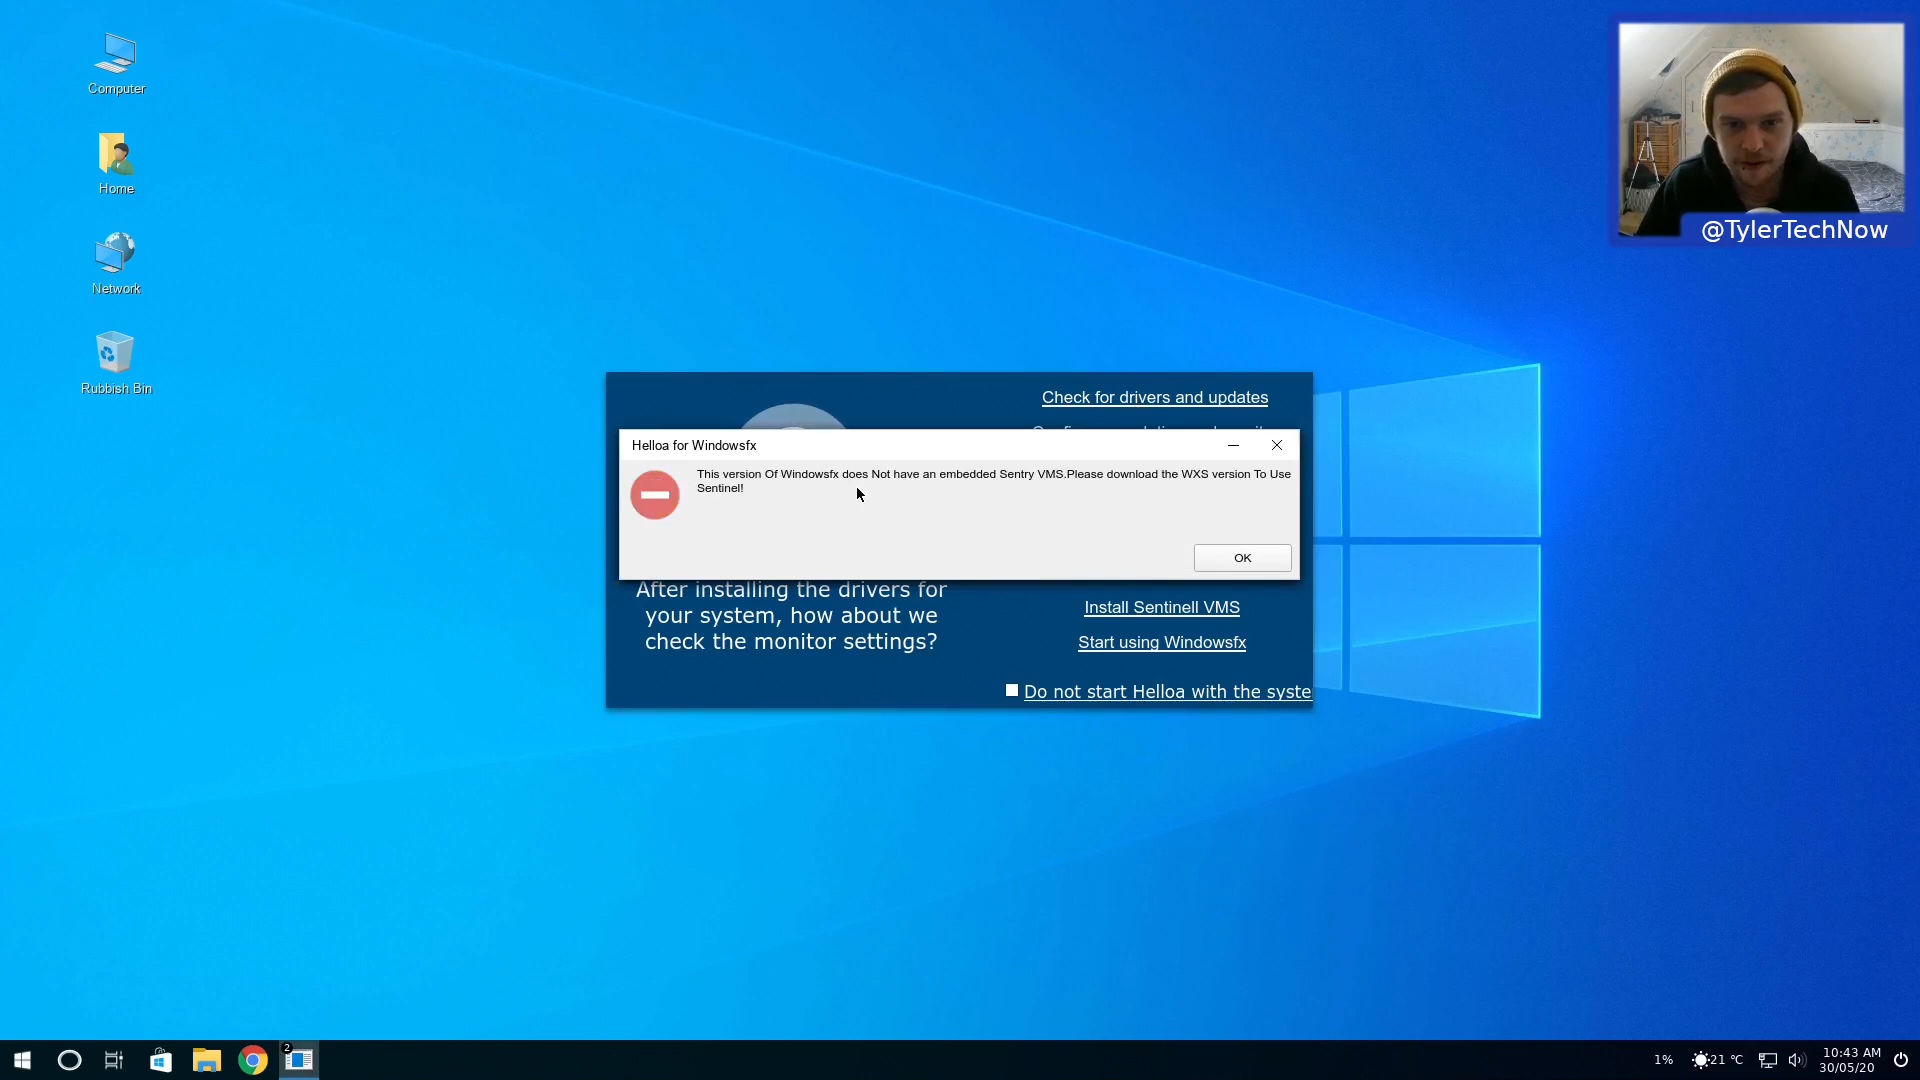 Computer
Home
Network
Rubbish Bin
@TylerTechNow
Check for drivers and updates
Helloa for Windowsfx
This version Of Windowsfx does Not have an embedded Sentry VMS.Please download the WXS version To Use
Sentinel!
OK
After installing the drivers for
your system, how about we
check the monitor settings?
Install Sentinell VMS
Start using Windowsfx
Do not start Helloa with the syste
2
1%
21 °C
10:43 AM
30/05/20